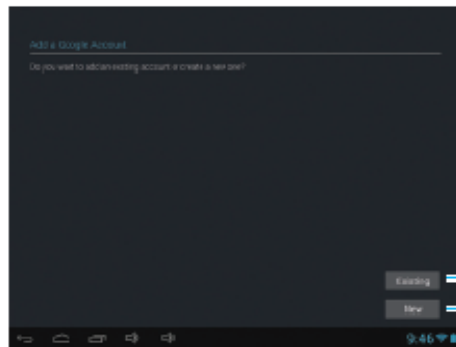 Add a Google Account
Do you want to add an existing account or create a new one?
Existing
New
9:46